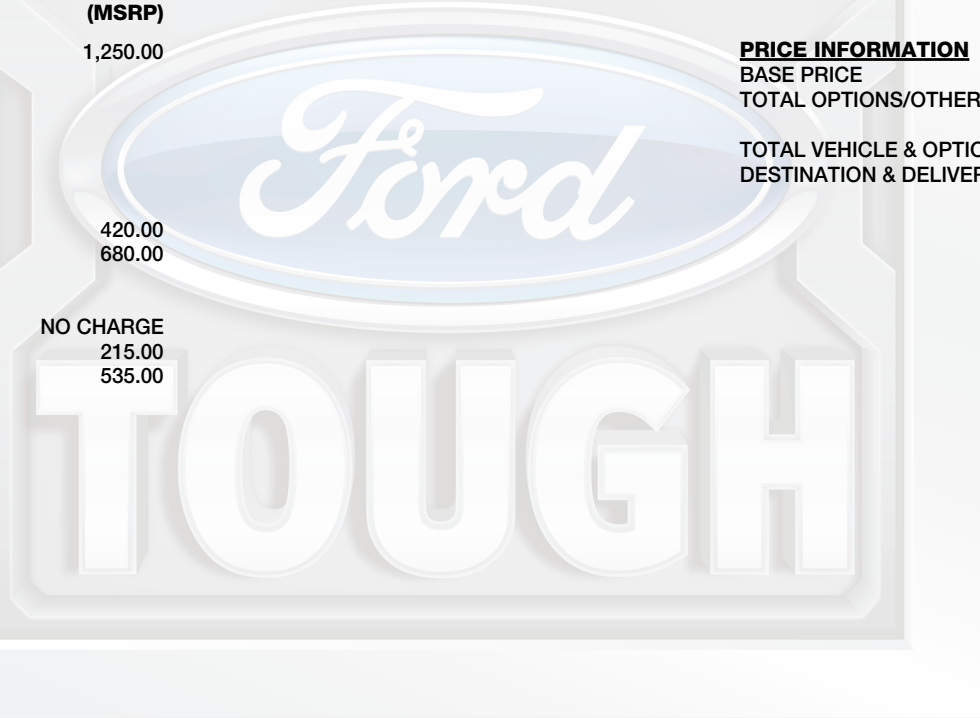 (MSRP)
1,250.00
420.00
680.00
NO CHARGE
215.00
535.00
PRICE INFORMATION
BASE PRICE
TOTAL OPTIONS/OTHER
TOTAL VEHICLE & OPTIO
DESTINATION & DELIVER
Ford
TOUGH